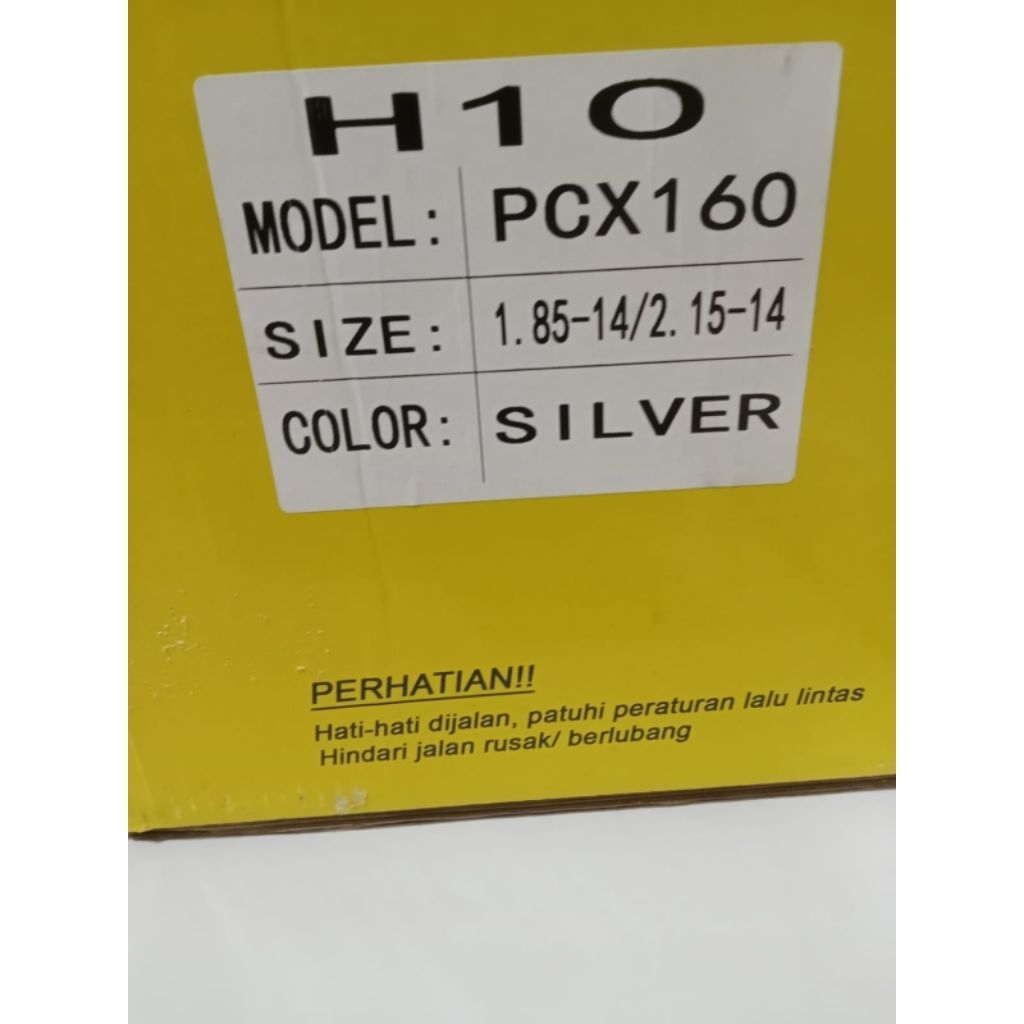 H10
MODEL: PCX160
SIZE: 1.85-14/2.15-14
COLOR: SILVER
PERHATIAN!!
Hati-hati dijalan, patuhi peraturan lalu lintas
Hindari jalan rusak/ berlubang